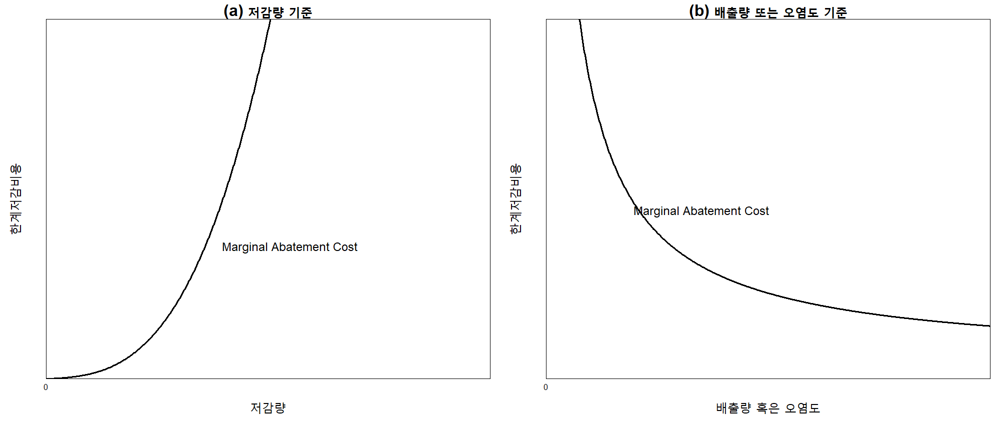 (a) 저감량 기준
한계저감비용
Marginal Abatement Cost
0
저감량
(b) 배출량 또는 오염도 기준
한계저감비용
Marginal Abatement Cost
0
배출량 혹은 오염도